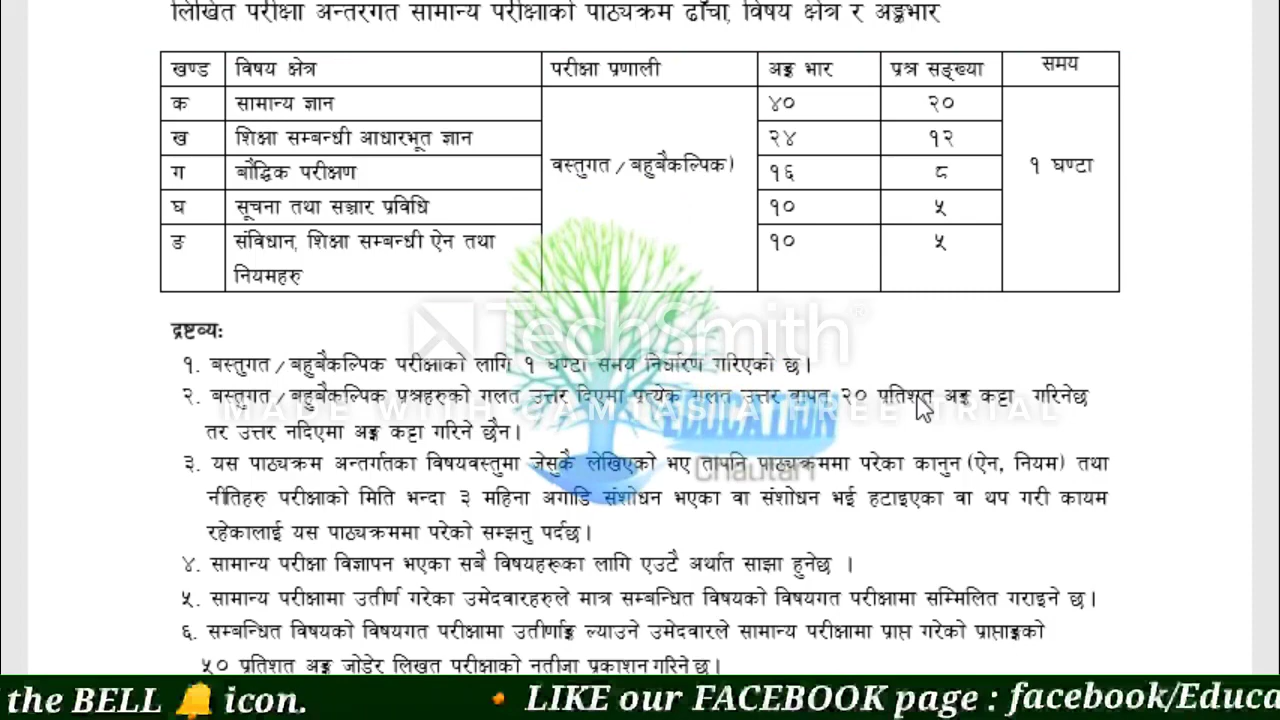 लिखित परीक्षा अन्तरगत सामान्य परीक्षाको पाठ्यक्रम ढाँचा, विषय क्षेत्र र अङ्कभार
खण्ड विषय क्षेत्र परीक्षा प्रणाली अङ्क भार प्रश्न सङ्ख्या समय
क सामान्य ज्ञान ४० २०
ख शिक्षा सम्बन्धी आधारभूत ज्ञान २४ १२
वस्तुगत/बहुबैकल्पिक) १ घण्टा
ग बौद्धिक परीक्षण १६ ८
घ सूचना तथा सञ्चार प्रविधि १० ५
ङ संविधान, शिक्षा सम्बन्धी ऐन तथा १० ५
नियमहरु
द्रष्टव्य:
१. बस्तुगत/बहुबैकल्पिक परीक्षाको लागि १ घण्टा समय निर्धारण गरिएको छ।
२. बस्तुगत/बहुबैकल्पिक प्रश्नहरुको गलत उत्तर दिएमा प्रत्येक गलत उत्तर बापत २० प्रतिशत अङ्क कट्टा गरिनेछ
तर उत्तर नदिएमा अङ्क कट्टा गरिने छैन।
३. यस पाठ्यक्रम अन्तर्गतका विषयवस्तुमा जेसुकै लेखिएको भए तापनि पाठ्यक्रममा परेका कानुन (ऐन, नियम) तथा
नीतिहरु परीक्षाको मिति भन्दा ३ महिना अगाडि संशोधन भएका वा संशोधन भई हटाइएका वा थप गरी कायम
रहेकालाई यस पाठ्यक्रममा परेको सम्झनु पर्दछ।
४. सामान्य परीक्षा विज्ञापन भएका सबै विषयहरूका लागि एउटै अर्थात साझा हुनेछ ।
५. सामान्य परीक्षामा उतीर्ण गरेका उमेदवारहरुले मात्र सम्बन्धित विषयको विषयगत परीक्षामा सम्मिलित गराइने छ।
६. सम्बन्धित विषयको विषयगत परीक्षामा उतीर्णाङ्क ल्याउने उमेदवारले सामान्य परीक्षामा प्राप्त गरेको प्राप्ताङ्कको
५० प्रतिशत अङ्क जोडेर लिखत परीक्षाको नतीजा प्रकाशन गरिने छ।
TechSmith
MADE WITH CAMTASIA FREE TRIAL
EDUCATION
Chautari
the BELL 🔔 icon. 🔸 LIKE our FACEBOOK page : facebook/Educa